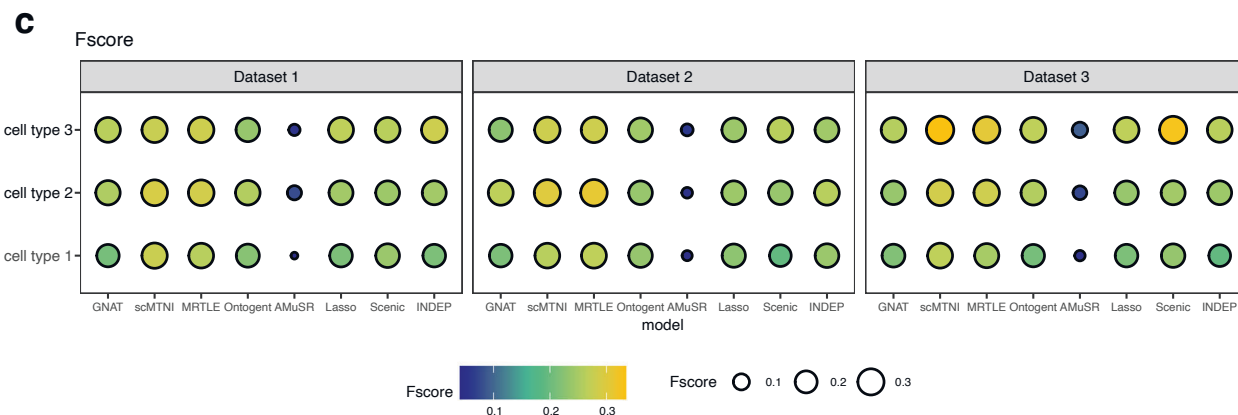 c
Fscore
Dataset 1 Dataset 2 Dataset 3
cell type 3
cell type 2
cell type 1
GNAT scMTNI MRTLE Ontogent AMuSR Lasso Scenic INDEP GNAT scMTNI MRTLE Ontogent AMuSR Lasso Scenic INDEP GNAT scMTNI MRTLE Ontogent AMuSR Lasso Scenic INDEP
model
Fscore 0.1 0.2 0.3
Fscore 0.1 0.2 0.3